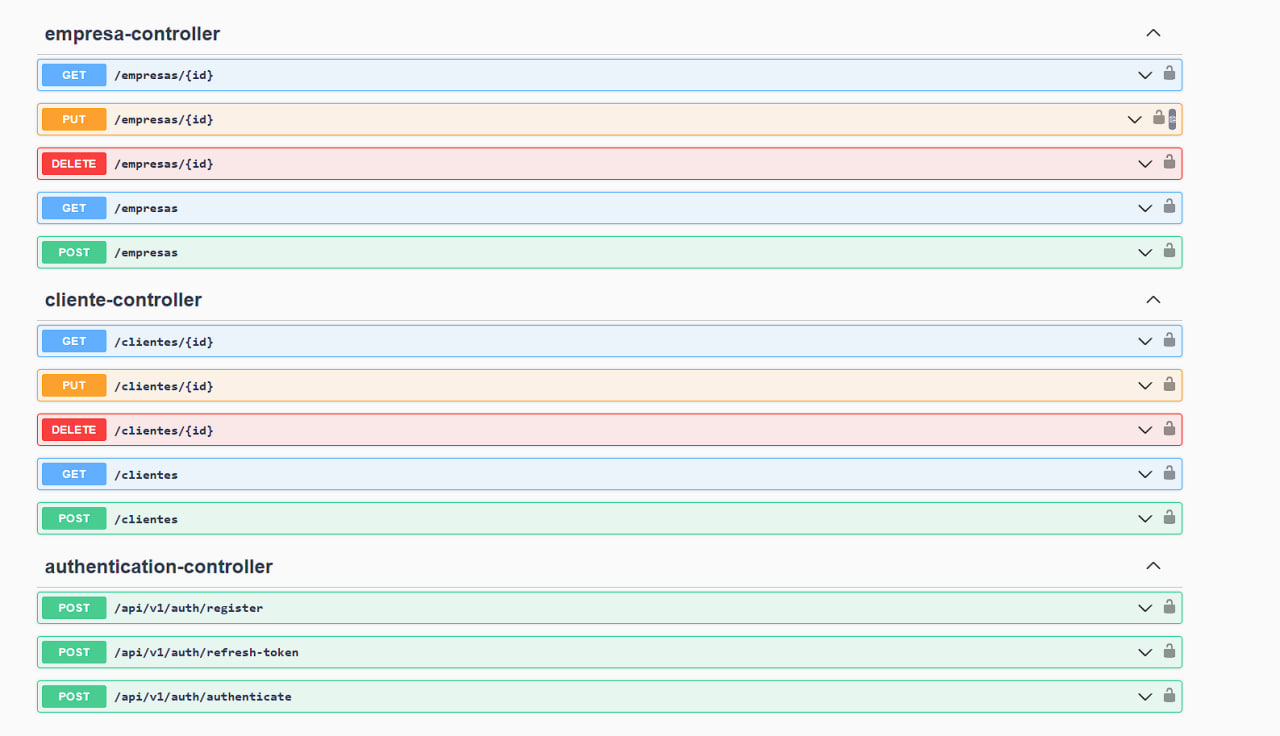 empresa-controller
GET /empresas/{id}
PUT /empresas/{id}
DELETE /empresas/{id}
GET /empresas
POST /empresas
cliente-controller
GET /clientes/{id}
PUT /clientes/{id}
DELETE /clientes/{id}
GET /clientes
POST /clientes
authentication-controller
POST /api/v1/auth/register
POST /api/v1/auth/refresh-token
POST /api/v1/auth/authenticate